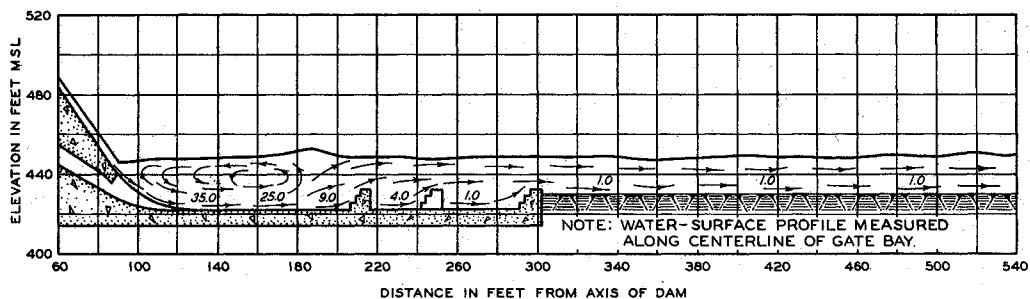 520
480
440
400
ELEVATION IN FEET MSL
35.0 25.0 9.0 4.0 1.0 1.0 1.0 1.0
NOTE: WATER-SURFACE PROFILE MEASURED
ALONG CENTERLINE OF GATE BAY.
60 100 140 180 220 260 300 340 380 420 460 500 540
DISTANCE IN FEET FROM AXIS OF DAM